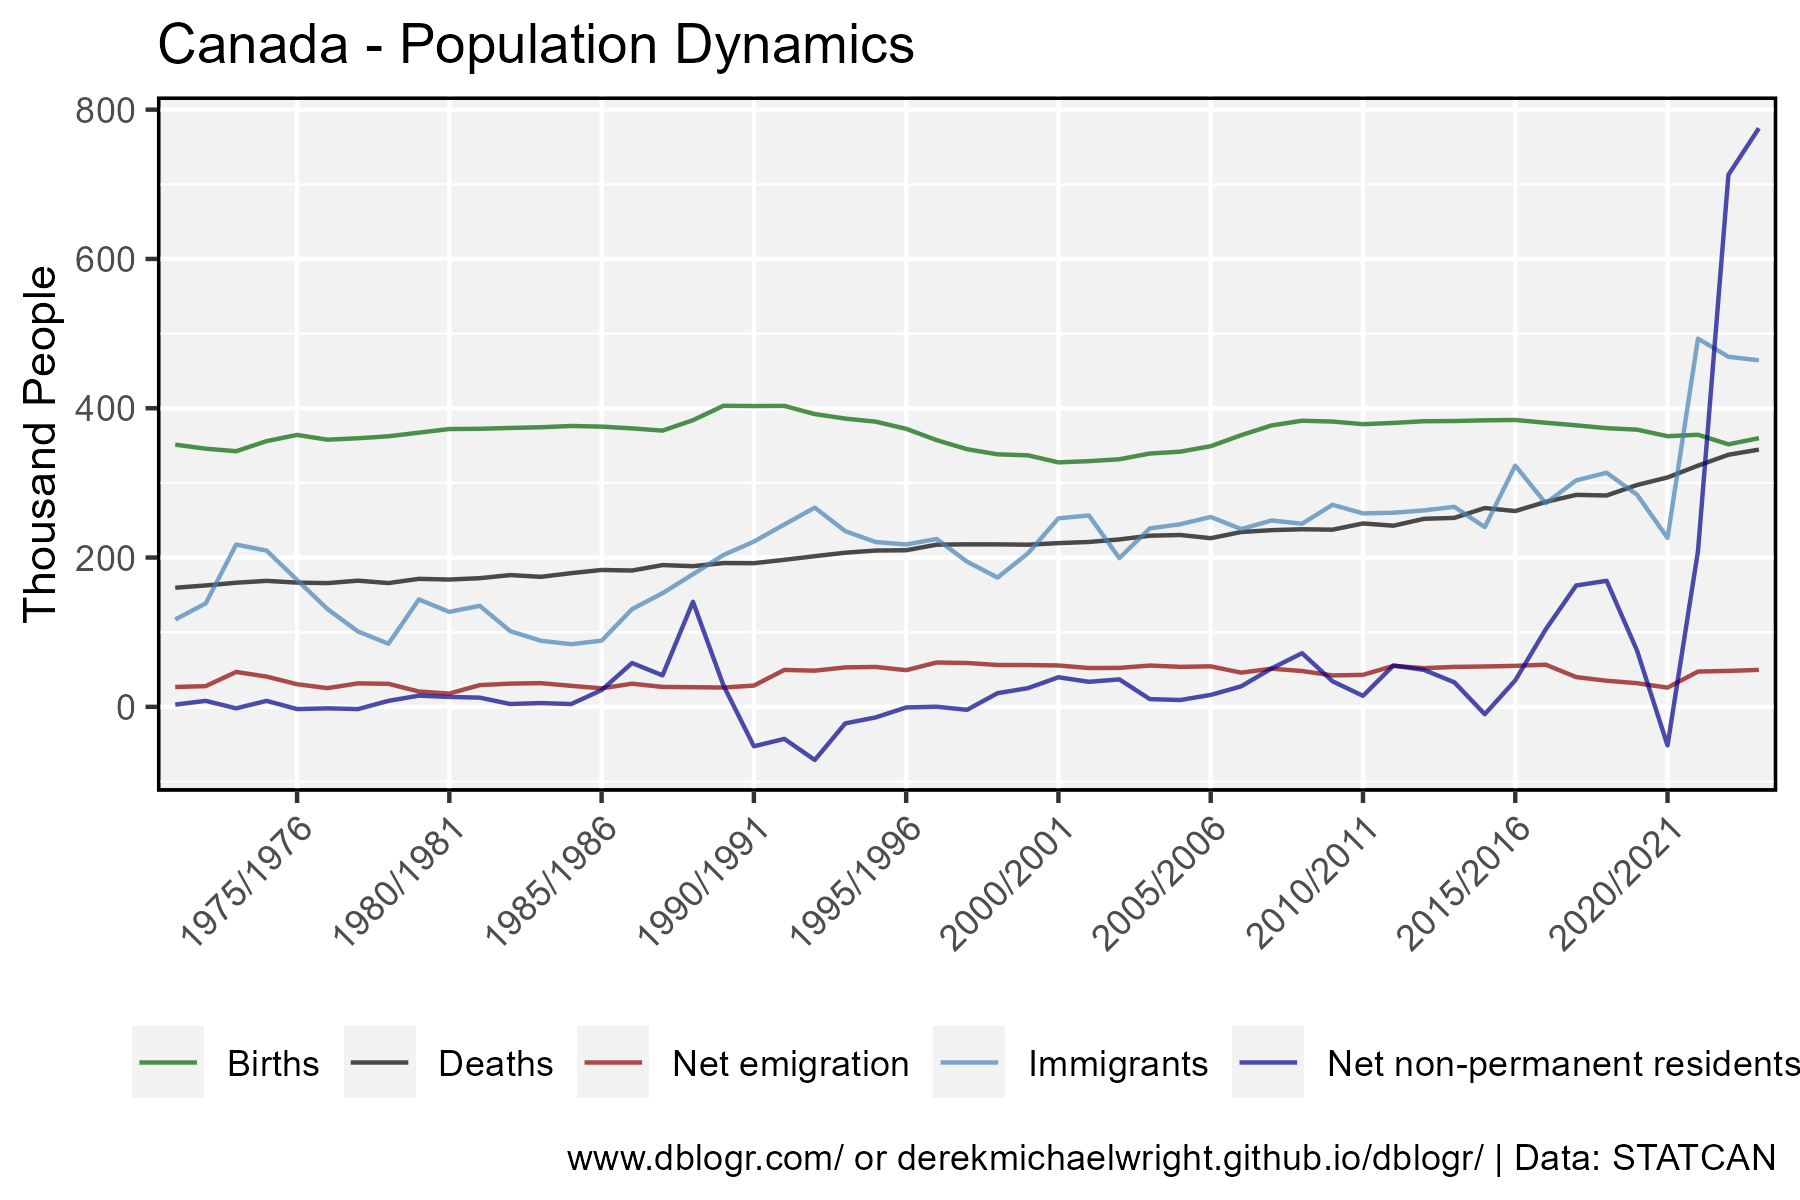 Canada - Population Dynamics
Thousand People
800
600
400
200
0
1975/1976
1980/1981
1985/1986
1990/1991
1995/1996
2000/2001
2005/2006
2010/2011
2015/2016
2020/2021
Births
Deaths
Net emigration
Immigrants
Net non-permanent residents
www.dblogr.com/ or derekmichaelwright.github.io/dblogr/ | Data: STATCAN